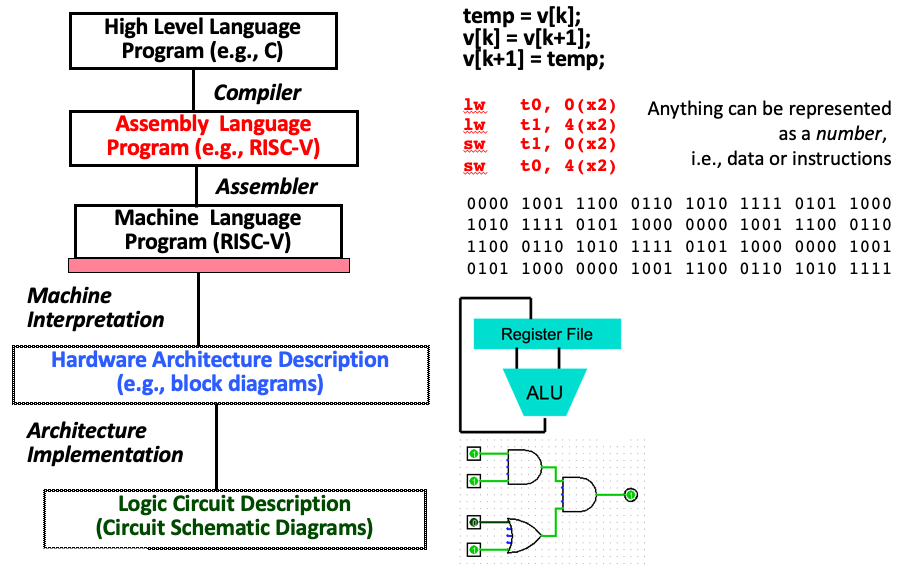 High Level Language
Program (e.g., C)
Compiler
Assembly Language
Program (e.g., RISC-V)
Assembler
Machine Language
Program (RISC-V)
Machine
Interpretation
Hardware Architecture Description
(e.g., block diagrams)
Architecture
Implementation
Logic Circuit Description
(Circuit Schematic Diagrams)
temp = v[k];
v[k] = v[k+1];
v[k+1] = temp;
lw t0, 0(x2)
lw t1, 4(x2)
sw t1, 0(x2)
sw t0, 4(x2)
Anything can be represented
as a number,
i.e., data or instructions
0000 1001 1100 0110 1010 1111 0101 1000
1010 1111 0101 1000 0000 1001 1100 0110
1100 0110 1010 1111 0101 1000 0000 1001
0101 1000 0000 1001 1100 0110 1010 1111
Register File
ALU
1
1
1
0
1